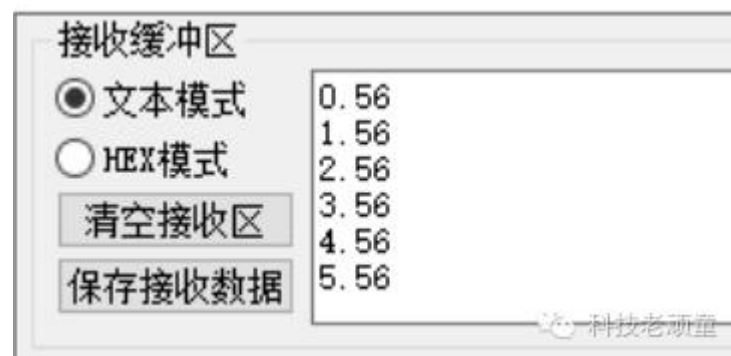 接收缓冲区
文本模式
HEX模式
清空接收区
保存接收数据
0.56
1.56
2.56
3.56
4.56
5.56
科技老顽童